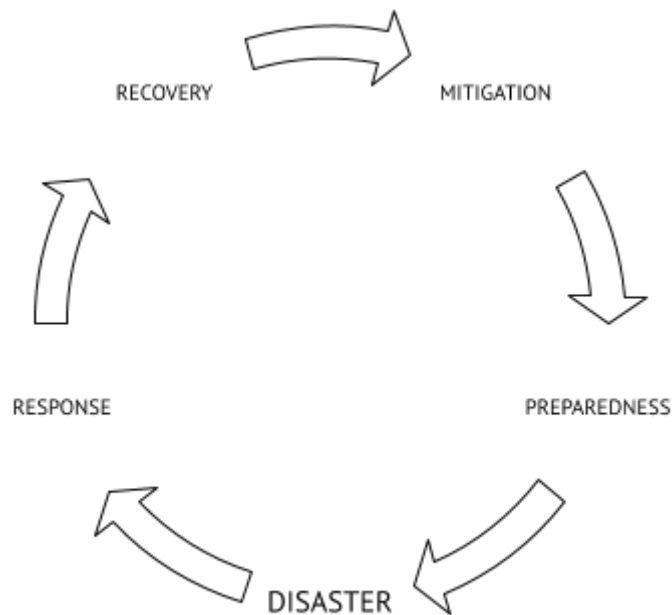 RECOVERY
MITIGATION
RESPONSE
PREPAREDNESS
DISASTER